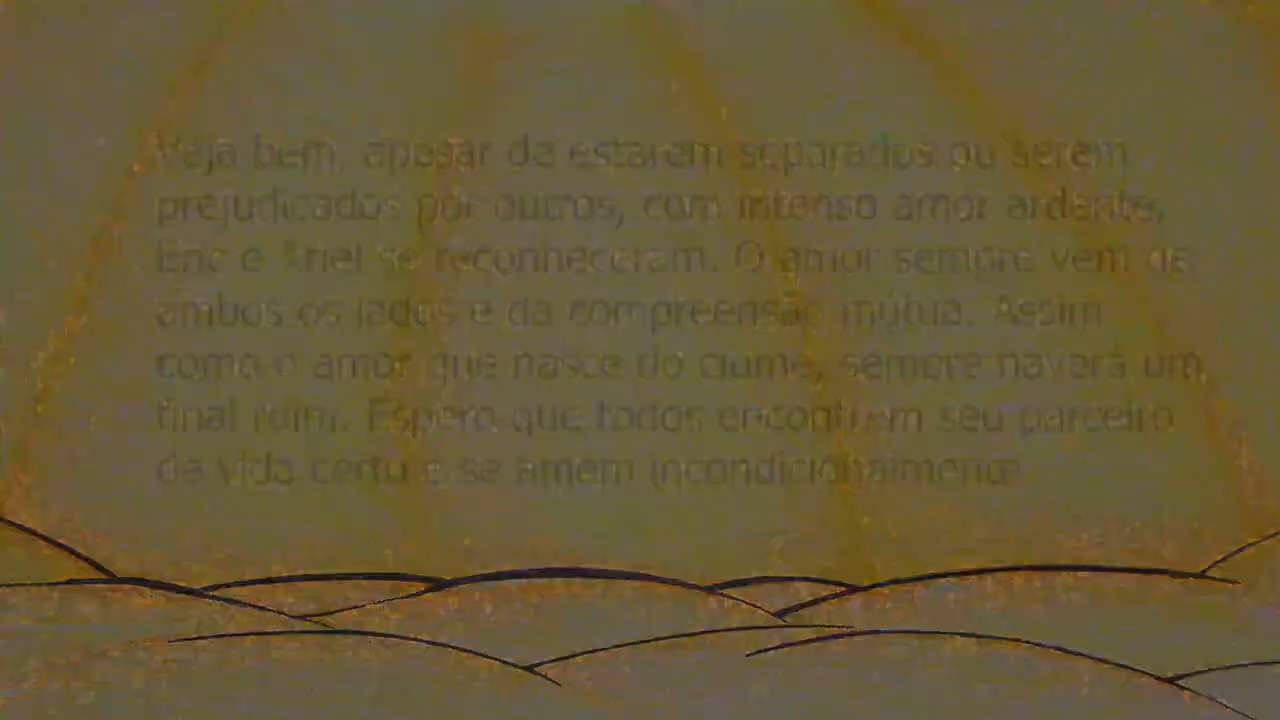 Veja bem, apesar de estarem separados ou serem
prejudicados por outros, com intenso amor ardente,
Eric e Ariel se reconheceram. O amor sempre vem de
ambos os lados e da compreensão mútua. Assim
como o amor que nasce do ciúme, sempre haverá um
final ruim. Espero que todos encontrem seu parceiro
de vida certo e se amem incondicionalmente